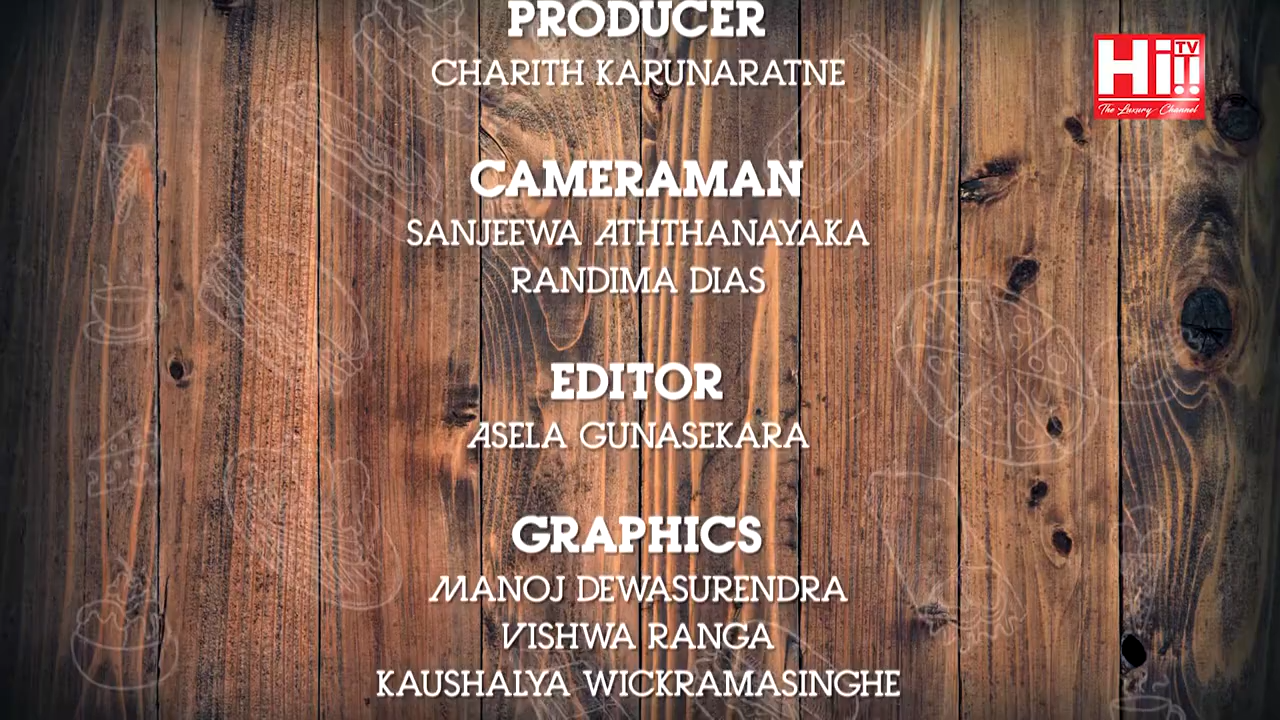 PRODUCER
CHARITH KARUNARATNE
CAMERAMAN
SANJEEWA ATHTHANAYAKA
RANDIMA DIAS
EDITOR
ASELA GUNASEKARA
GRAPHICS
MANOJ DEWASURENDRA
VISHWA RANGA
KAUSHALYA WICKRAMASINGHE
Hi!! TV
The Luxury Channel